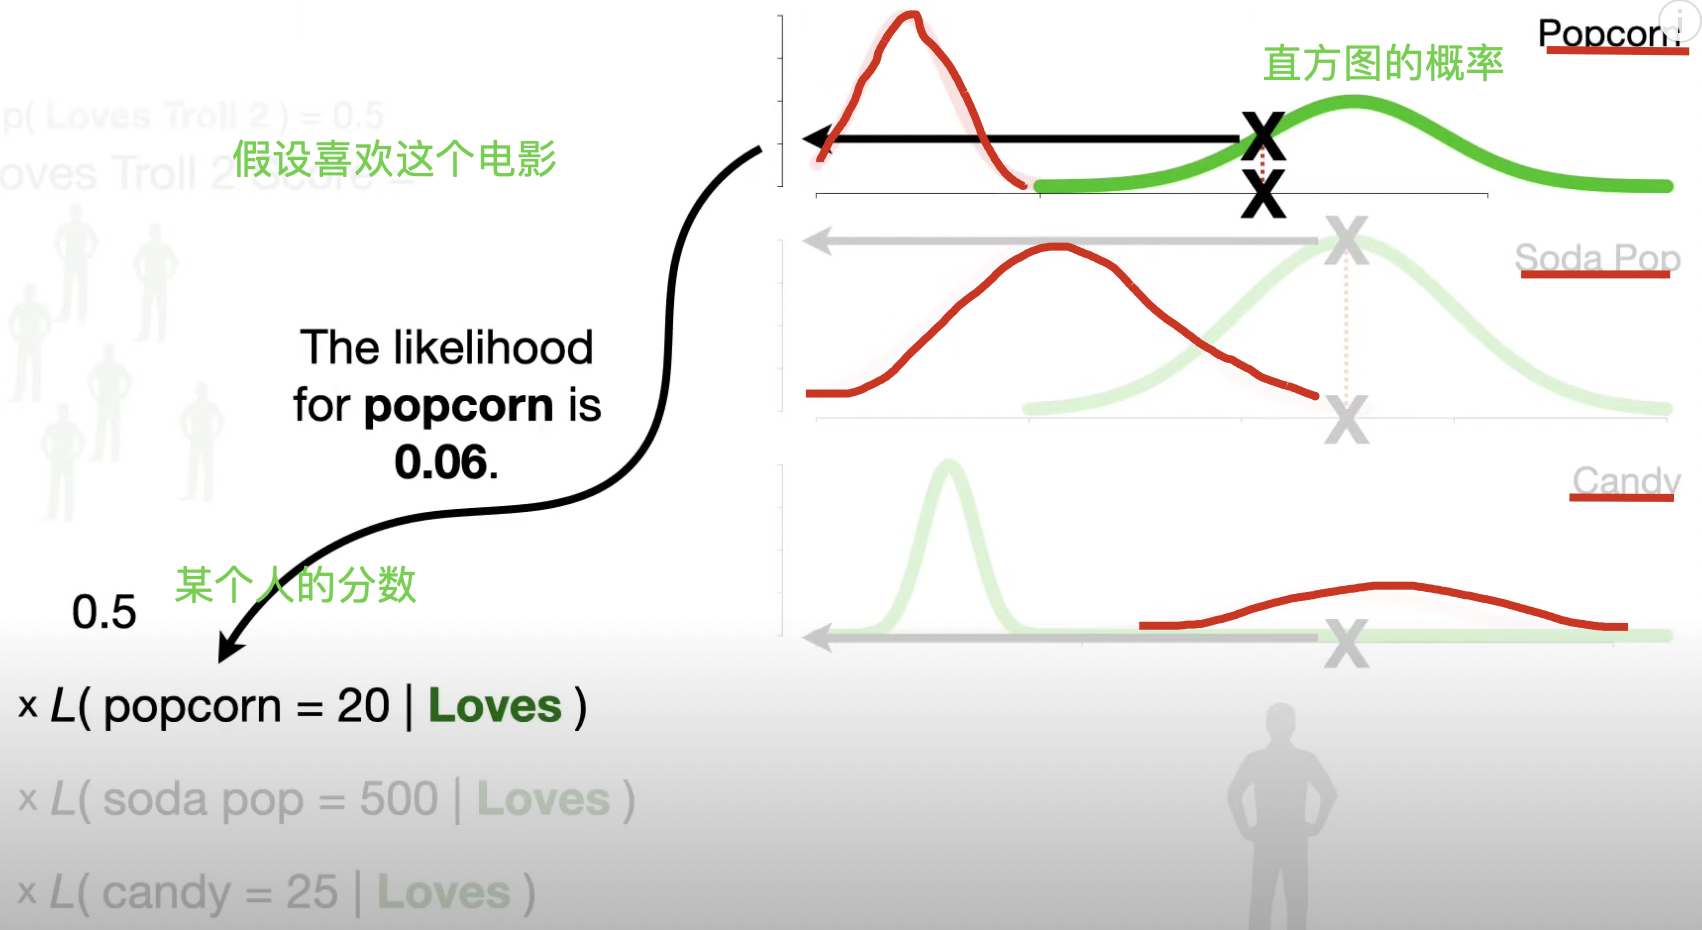 p( Loves Troll 2 ) = 0.5
假设喜欢这个电影
oves Troll 2 Score =
The likelihood
for popcorn is
0.06.
某个人的分数
0.5
x L( popcorn = 20 | Loves )
x L( soda pop = 500 | Loves )
x L( candy = 25 | Loves )
Popcorn
直方图的概率
X
X
Soda Pop
X
X
Candy
X
i